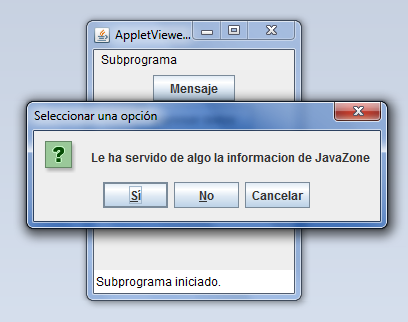 AppletViewe...
Subprograma
Mensaje
Seleccionar una opción
?
Le ha servido de algo la informacion de JavaZone
Sí
No
Cancelar
Subprograma iniciado.